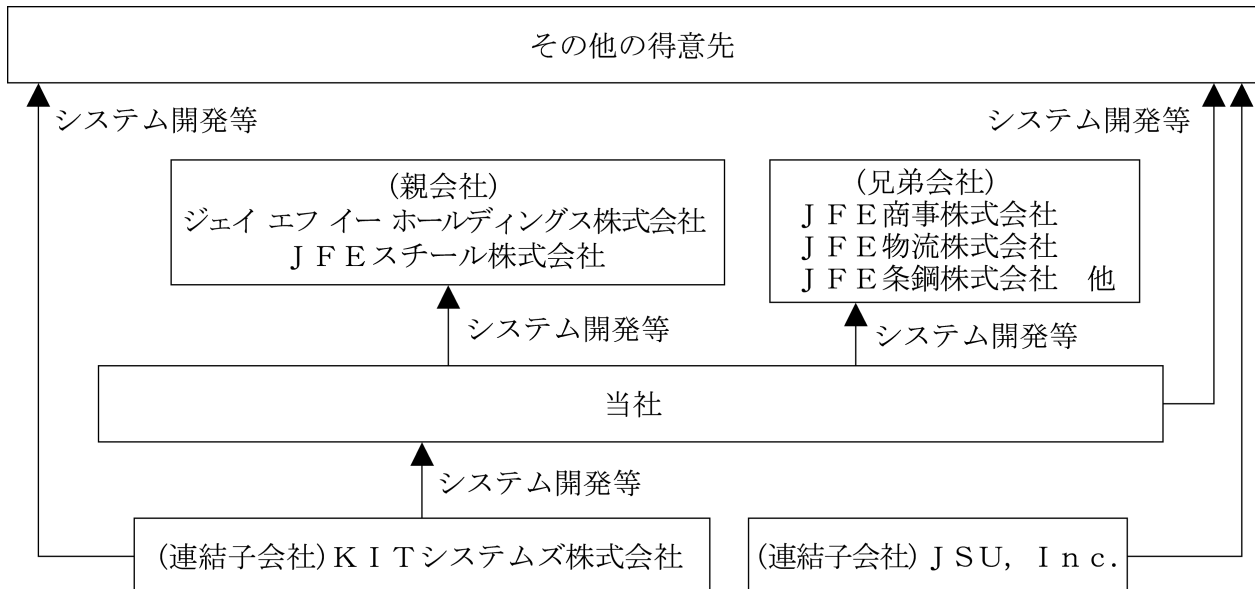 その他の得意先
システム開発等
システム開発等
(親会社)
ジェイ エフ イー ホールディングス株式会社
ＪＦＥスチール株式会社
(兄弟会社)
ＪＦＥ商事株式会社
ＪＦＥ物流株式会社
ＪＦＥ条鋼株式会社　他
システム開発等
システム開発等
当社
システム開発等
(連結子会社)ＫＩＴシステムズ株式会社
(連結子会社)ＪＳＵ，Ｉｎｃ．